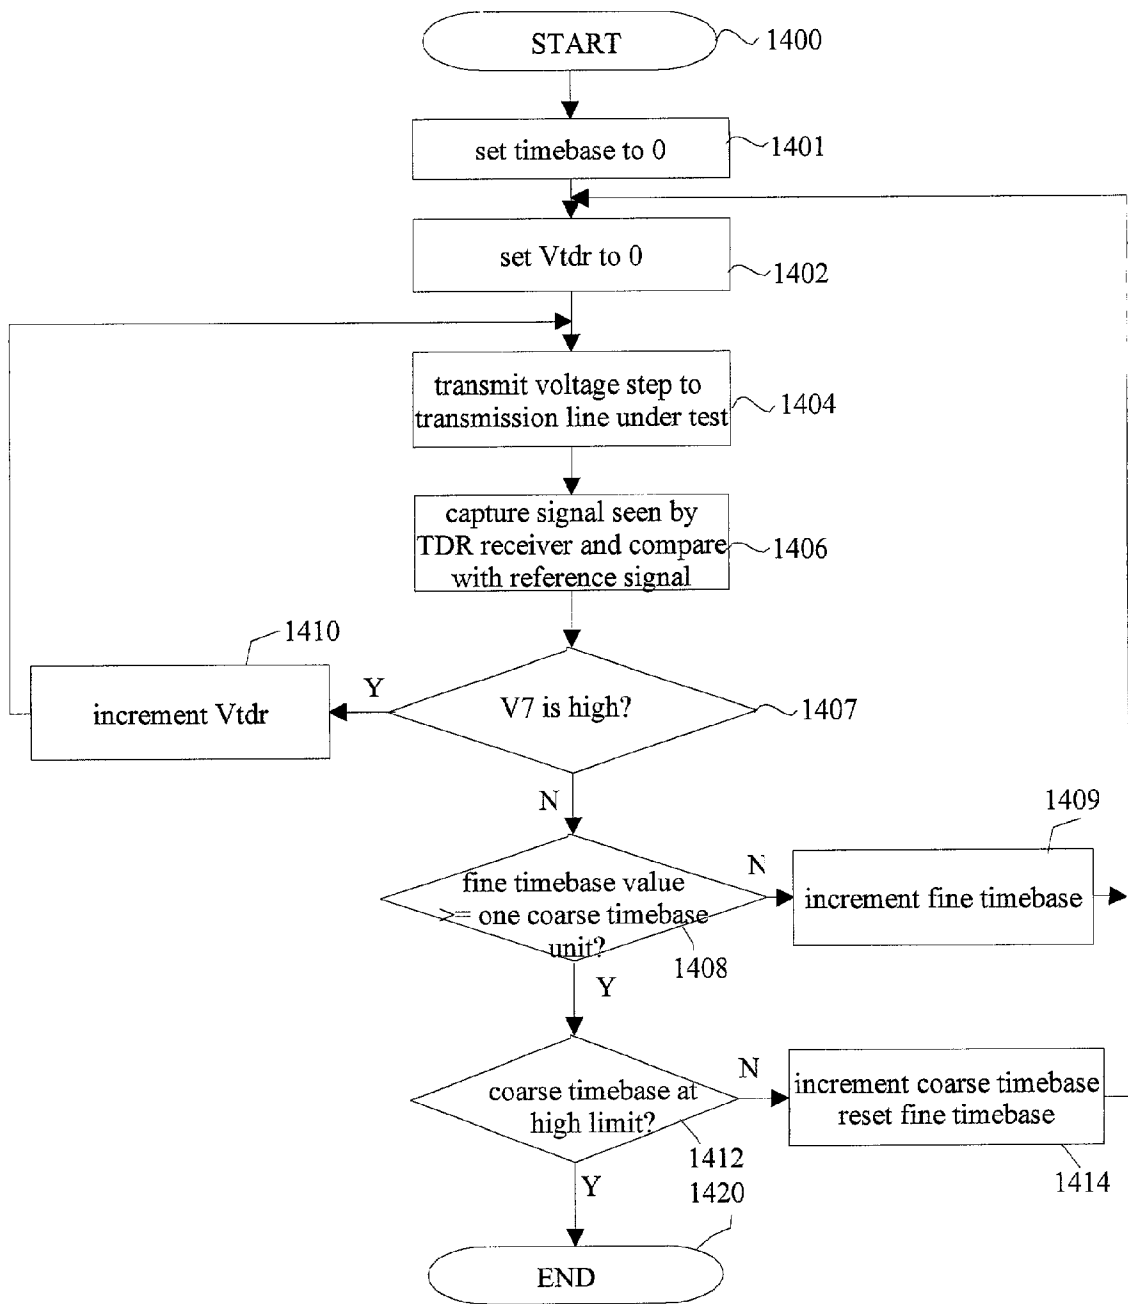 START
1400
set timebase to 0
1401
set Vtdr to 0
1402
transmit voltage step to
transmission line under test
1404
capture signal seen by
TDR receiver and compare
with reference signal
1406
1410
increment Vtdr
Y
V7 is high?
1407
N
1409
fine timebase value
>= one coarse timebase
unit?
N
increment fine timebase
1408
Y
coarse timebase at
high limit?
N
increment coarse timebase
reset fine timebase
1412
1414
Y
1420
END